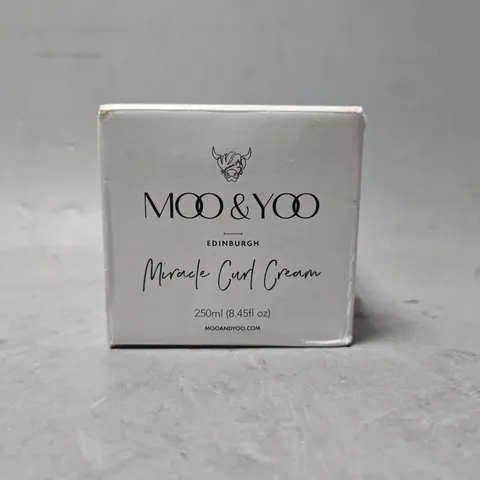 MOO & YOO
EDINBURGH
Miracle Curl Cream
250ml (8.45fl oz)
MOOANDYOO.COM